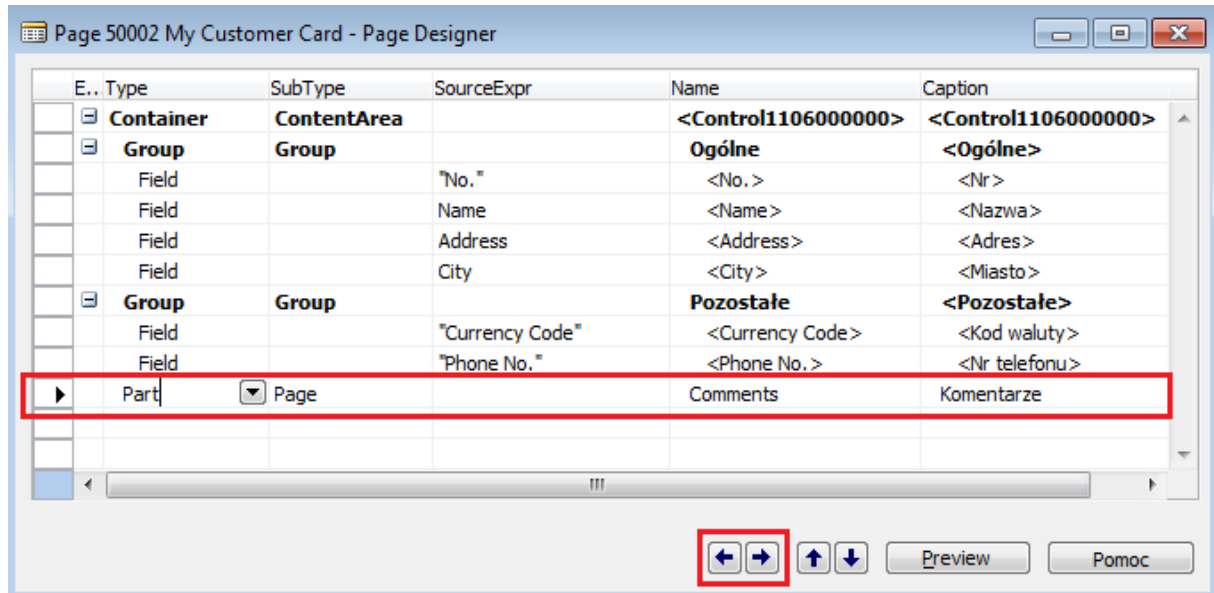 Page 50002 My Customer Card - Page Designer
E.. Type SubType SourceExpr Name Caption
Container ContentArea <Control1106000000> <Control1106000000>
Group Group Ogólne <Ogólne>
Field "No." <No.> <Nr>
Field Name <Name> <Nazwa>
Field Address <Address> <Adres>
Field City <City> <Miasto>
Group Group Pozostałe <Pozostałe>
Field "Currency Code" <Currency Code> <Kod waluty>
Field "Phone No." <Phone No.> <Nr telefonu>
Part Page Comments Komentarze
Preview Pomoc